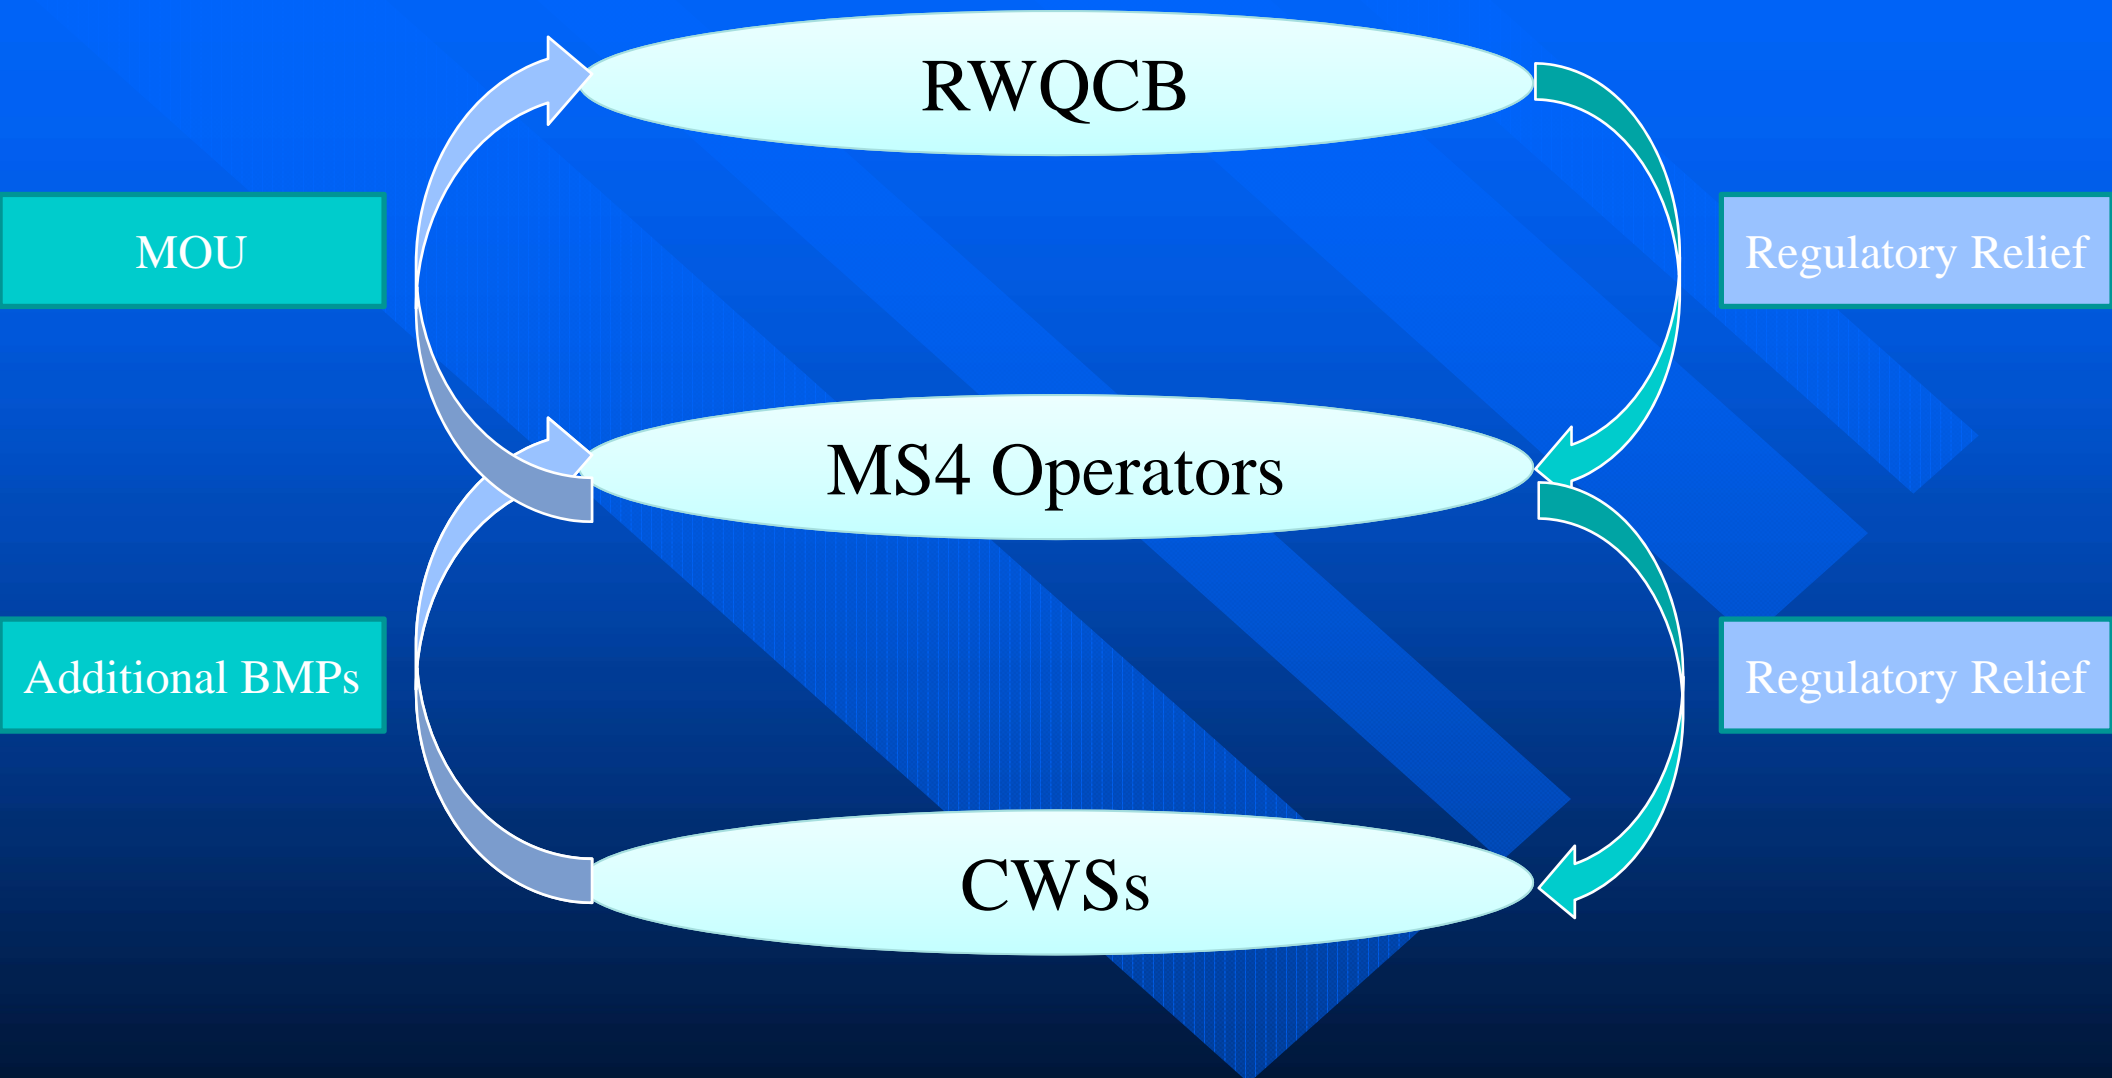 RWQCB
MOU
Regulatory Relief
MS4 Operators
Additional BMPs
Regulatory Relief
CWSs